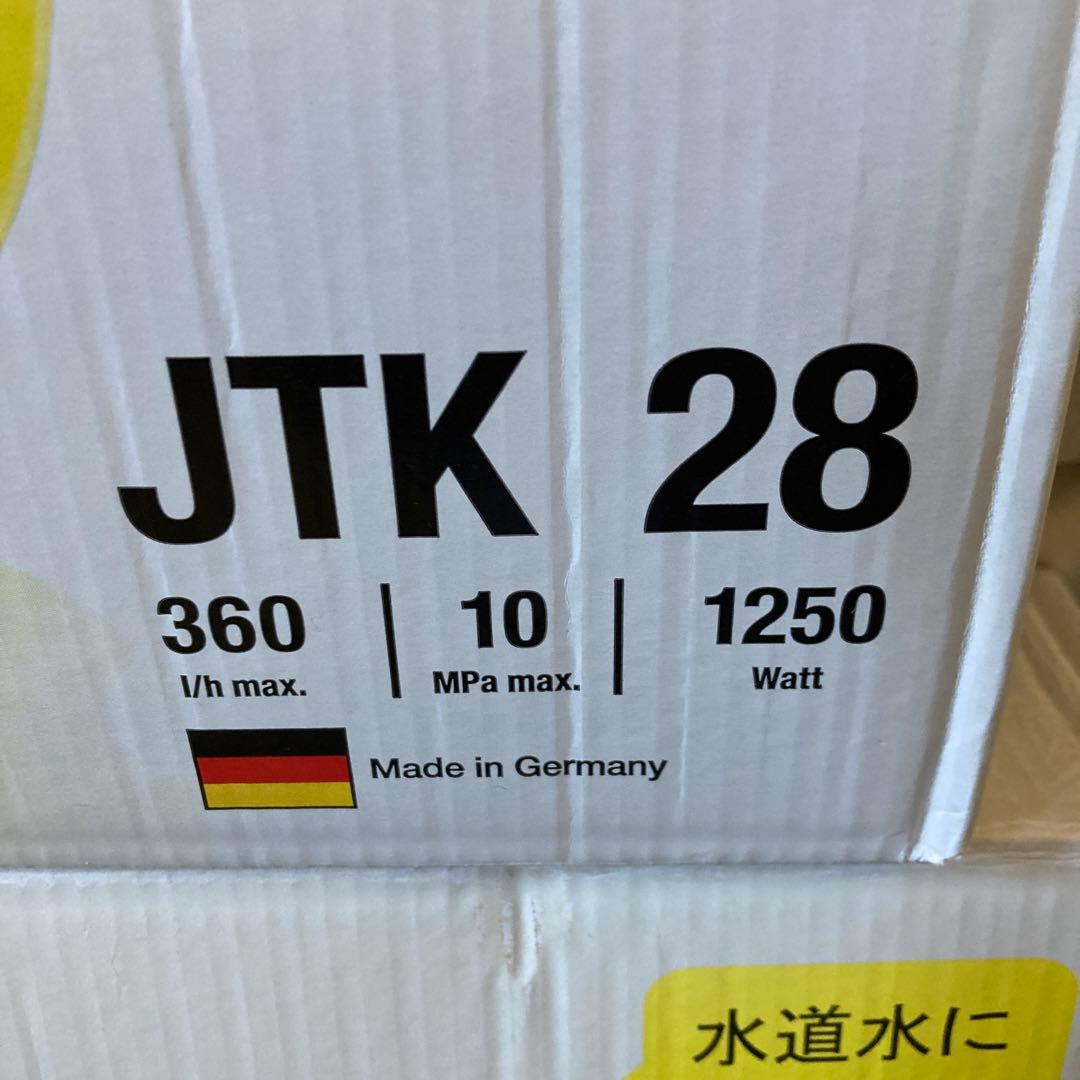 JTK 28
360 | 10 | 1250
l/h max. MPa max. Watt
Made in Germany
水道水に